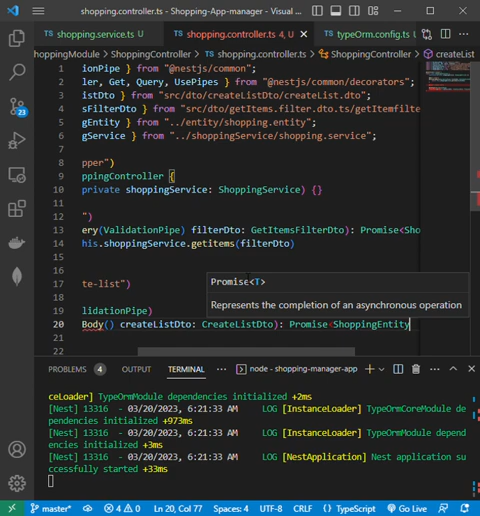 shopping.controller.ts - Shopping-App-manager - Visual ...
shopping.service.ts U
shopping.controller.ts 4, U
typeOrm.config.ts U
hoppingModule > ShoppingController > shopping.controller.ts > ShoppingController > createList
1 ionPipe } from "@nestjs/common";
2 ler, Get, Query, UsePipes } from "@nestjs/common/decorators";
3 istDto } from "src/dto/createListDto/createList.dto";
4 sFilterDto } from "src/dto/getItems.filter.dto.ts/getItemfilte
5 gEntity } from "../entity/shopping.entity";
6 gService } from "../shoppingService/shopping.service";
7
8 pper")
9 ppingController {
10 private shoppingService: ShoppingService) {}
11
12 ")
13 ery(ValidationPipe) filterDto: GetItemsFilterDto): Promise<Sho
14 his.shoppingService.getitems(filterDto)
15
16
17 te-list")
18
19 lidationPipe)
20 Body() createListDto: CreateListDto): Promise<ShoppingEntity
21
22
Promise<T>
Represents the completion of an asynchronous operation
PROBLEMS 4 OUTPUT TERMINAL ... node - shopping-manager-app
ceLoader] TypeOrmModule dependencies initialized +2ms
[Nest] 13316 - 03/20/2023, 6:21:33 AM LOG [InstanceLoader] TypeOrmCoreModule de
pendencies initialized +973ms
[Nest] 13316 - 03/20/2023, 6:21:33 AM LOG [InstanceLoader] TypeOrmModule depend
encies initialized +3ms
[Nest] 13316 - 03/20/2023, 6:21:33 AM LOG [NestApplication] Nest application su
ccessfully started +33ms
23
master* 4 0 Ln 20, Col 77 Spaces: 4 UTF-8 CRLF {} TypeScript Go Live